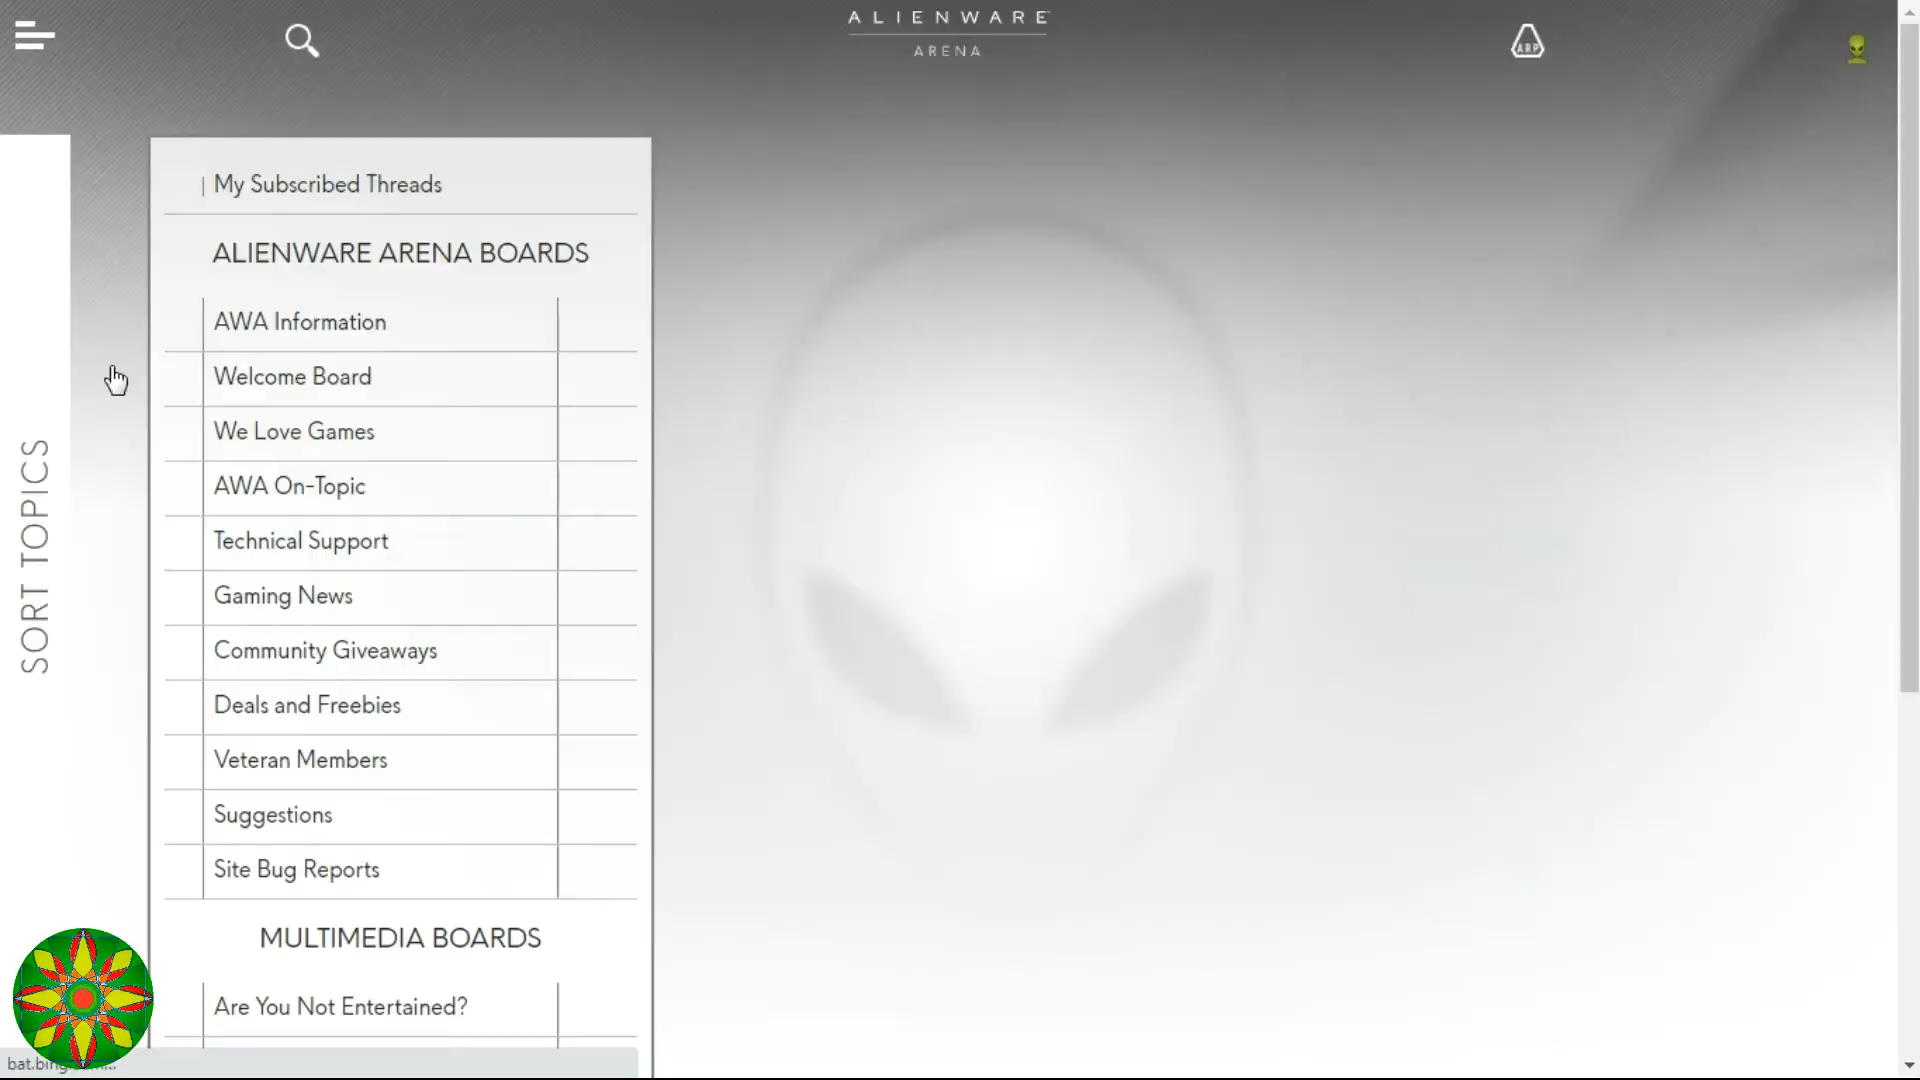 ALIENWARE
ARENA
ARP
My Subscribed Threads
ALIENWARE ARENA BOARDS
AWA Information
Welcome Board
We Love Games
AWA On-Topic
Technical Support
Gaming News
Community Giveaways
Deals and Freebies
Veteran Members
Suggestions
Site Bug Reports
MULTIMEDIA BOARDS
Are You Not Entertained?
SORT TOPICS